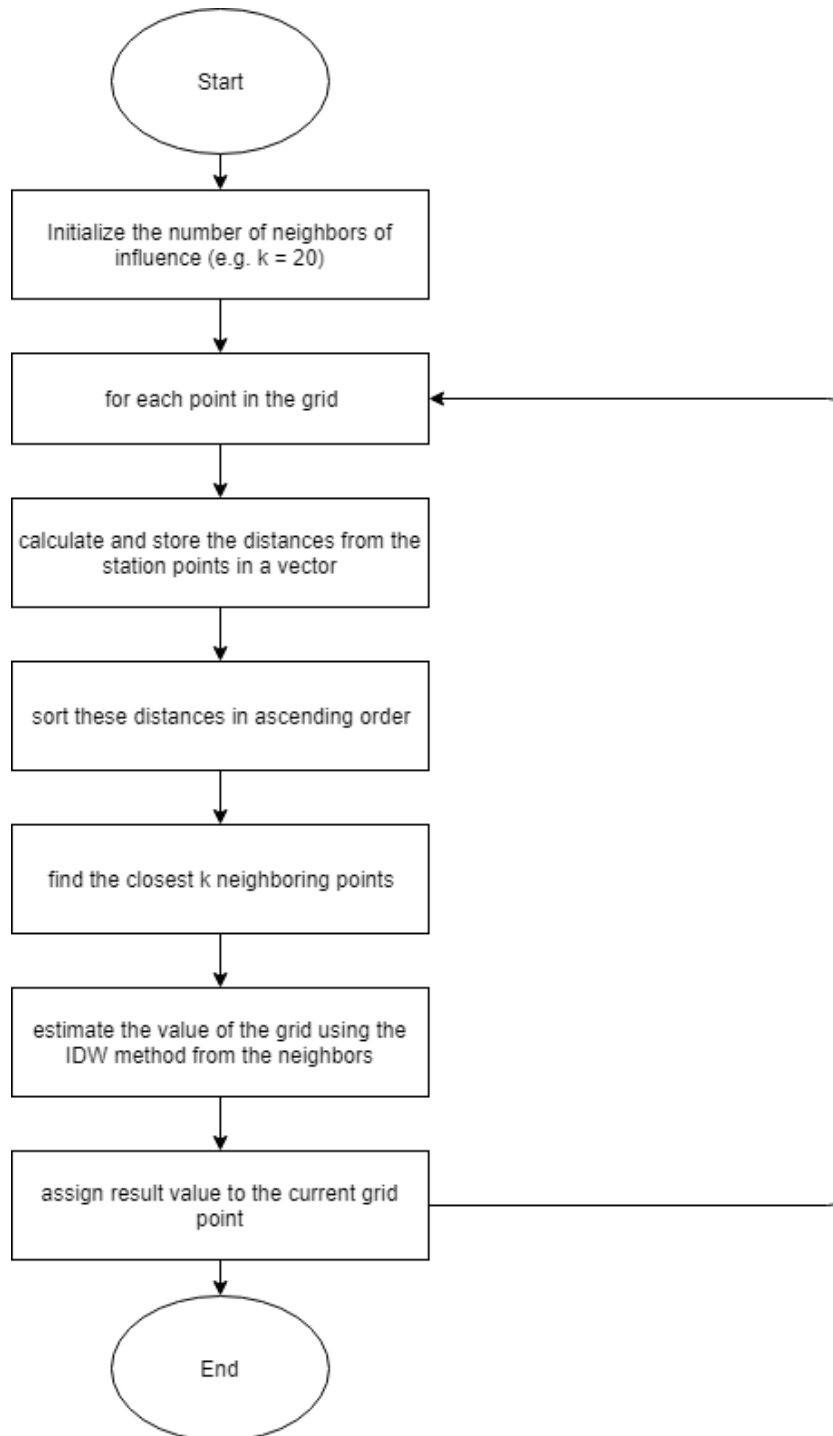 Start
Initialize the number of neighbors of
influence (e.g. k = 20)
for each point in the grid
calculate and store the distances from the
station points in a vector
sort these distances in ascending order
find the closest k neighboring points
estimate the value of the grid using the
IDW method from the neighbors
assign result value to the current grid
point
End